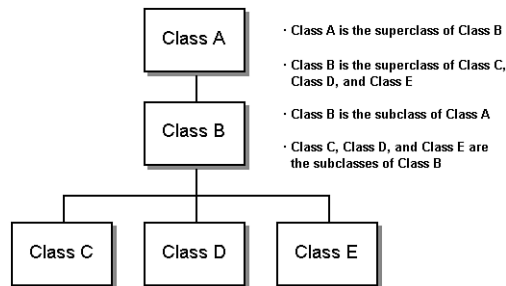 Class A
Class B
Class C
Class D
Class E
· Class A is the superclass of Class B
· Class B is the superclass of Class C,
Class D, and Class E
· Class B is the subclass of Class A
· Class C, Class D, and Class E are
the subclasses of Class B